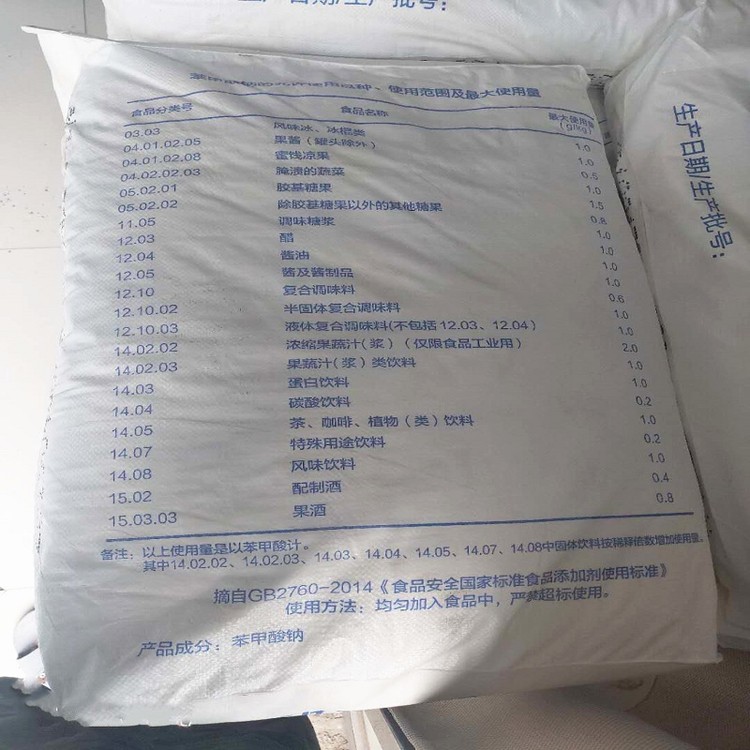 生产日期/生产批号:
苯甲酸钠的允许使用品种、使用范围及最大使用量
食品分类号 食品名称 最大使用量(g/kg)
03.03 风味冰、冰棍类 1.0
04.01.02.05 果酱（罐头除外） 1.0
04.01.02.08 蜜饯凉果 0.5
04.02.02.03 腌渍的蔬菜 1.0
05.02.01 胶基糖果 1.5
05.02.02 除胶基糖果以外的其他糖果 0.8
11.05 调味糖浆 1.0
12.03 醋 1.0
12.04 酱油 1.0
12.05 酱及酱制品 1.0
12.10 复合调味料 0.6
12.10.02 半固体复合调味料 1.0
12.10.03 液体复合调味料(不包括12.03、12.04) 1.0
14.02.02 浓缩果蔬汁（浆）（仅限食品工业用） 2.0
14.02.03 果蔬汁（浆）类饮料 1.0
14.03 蛋白饮料 1.0
14.04 碳酸饮料 0.2
14.05 茶、咖啡、植物（类）饮料 1.0
14.07 特殊用途饮料 0.2
14.08 风味饮料 1.0
15.02 配制酒 0.4
15.03.03 果酒 0.8
备注：以上使用量是以苯甲酸计。
其中14.02.02、14.02.03、14.03、14.04、14.05、14.07、14.08中固体饮料按稀释倍数增加使用量。
摘自GB2760-2014《食品安全国家标准食品添加剂使用标准》
使用方法：均匀加入食品中，严禁超标使用。
产品成分：苯甲酸钠
生产日期/生产批号：